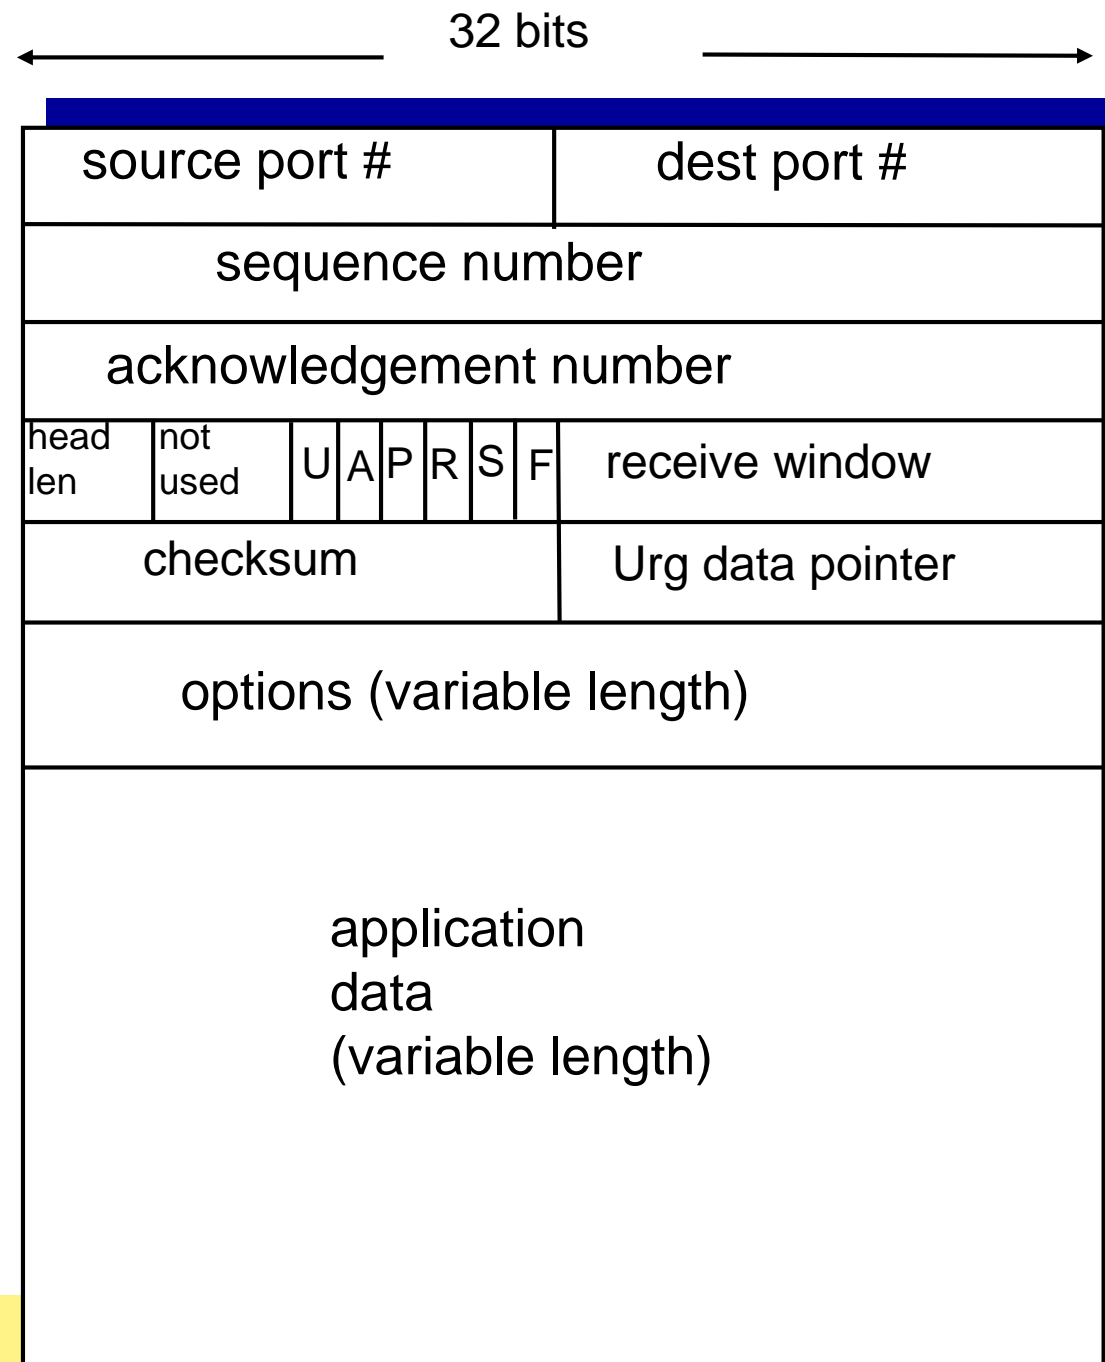 32 bits
source port # dest port #
sequence number
acknowledgement number
head not U A P R S F receive window
len used
checksum Urg data pointer
options (variable length)
application
data
(variable length)